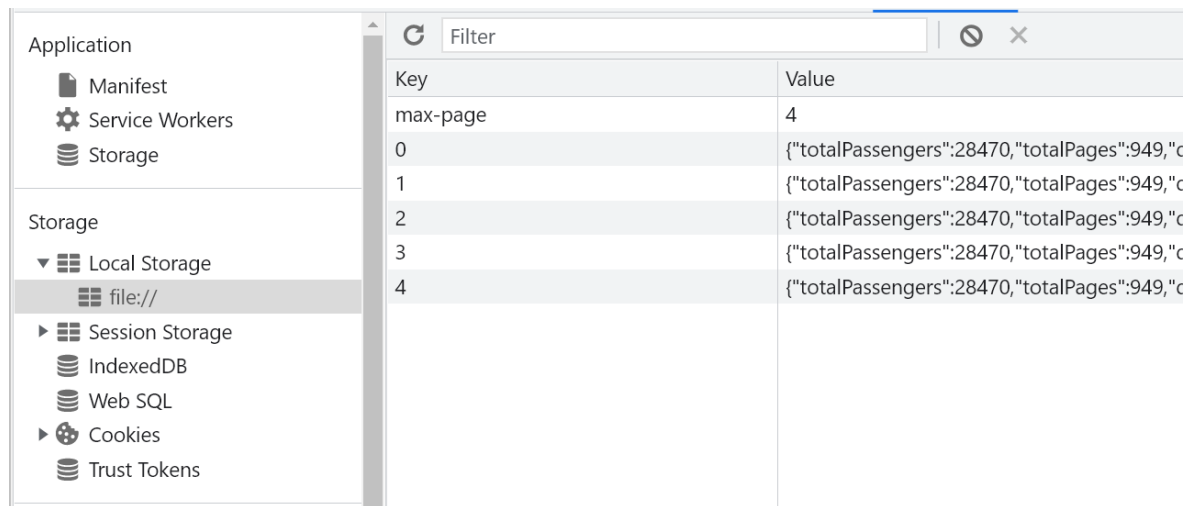 Application
Manifest
Service Workers
Storage
Storage
Local Storage
file://
Session Storage
IndexedDB
Web SQL
Cookies
Trust Tokens
Filter
Key Value
max-page 4
0 {"totalPassengers":28470,"totalPages":949,"d
1 {"totalPassengers":28470,"totalPages":949,"d
2 {"totalPassengers":28470,"totalPages":949,"d
3 {"totalPassengers":28470,"totalPages":949,"d
4 {"totalPassengers":28470,"totalPages":949,"d